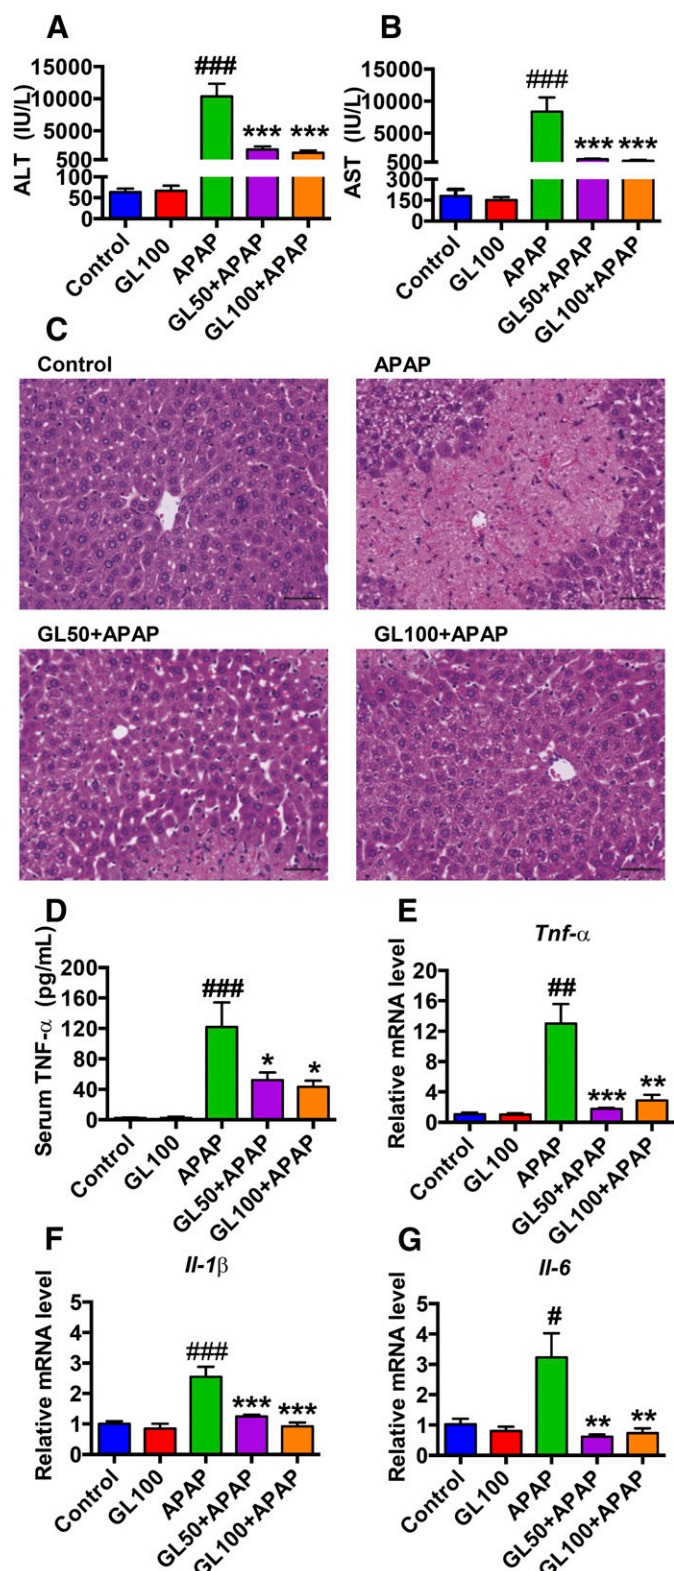 A
ALT (IU/L)
15000
10000
5000
500
100
50
0
###
***
***
Control
GL100
APAP
GL50+APAP
GL100+APAP
B
AST (IU/L)
15000
10000
5000
500
300
150
0
###
***
***
Control
GL100
APAP
GL50+APAP
GL100+APAP
C
Control
APAP
GL50+APAP
GL100+APAP
D
Serum TNF-α (pg/mL)
200
160
120
80
40
0
###
*
*
Control
GL100
APAP
GL50+APAP
GL100+APAP
E
Tnf-α
Relative mRNA level
20
16
12
8
4
0
##
***
**
Control
GL100
APAP
GL50+APAP
GL100+APAP
F
Il-1β
Relative mRNA level
5
4
3
2
1
0
###
***
***
Control
GL100
APAP
GL50+APAP
GL100+APAP
G
Il-6
Relative mRNA level
5
4
3
2
1
0
#
**
**
Control
GL100
APAP
GL50+APAP
GL100+APAP